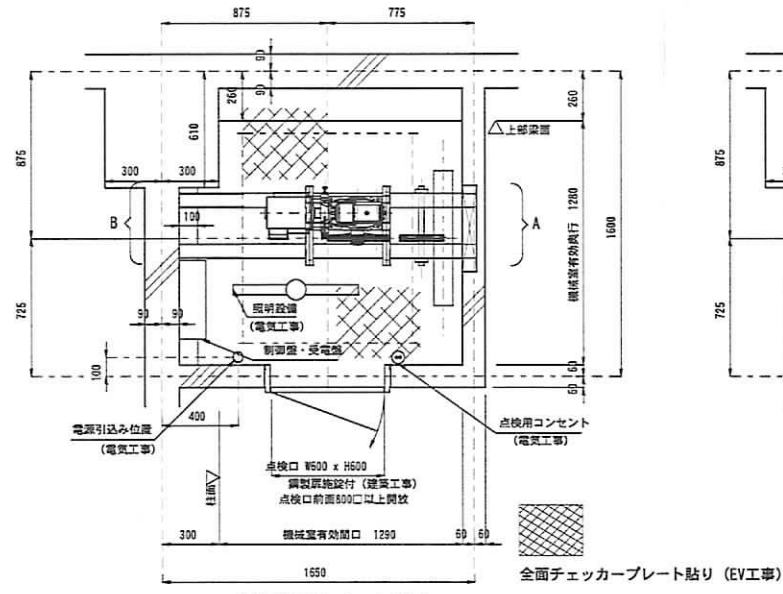 875
775
90
90
260
260
610
上部梁面
875
875
300
300
100
B
A
機械室有効奥行 1280
1600
照明設備
(電気工事)
725
725
90
90
制御盤・受電盤
100
60
60
400
電源引込み位置
(電気工事)
点検用コンセント
(電気工事)
点検口 W600 x H600
鋼製扉施錠付 (建築工事)
点検口前面800□以上開放
柱面
300
機械室有効間口 1290
60
60
1650
全面チェッカープレート貼り (EV工事)